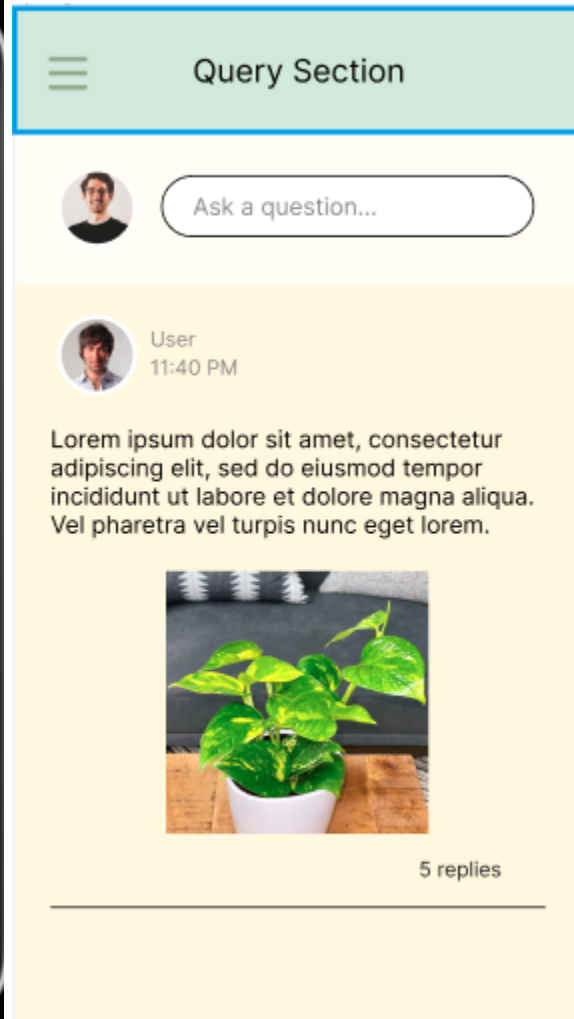 Query Section
Ask a question...
User
11:40 PM
Lorem ipsum dolor sit amet, consectetur
adipiscing elit, sed do eiusmod tempor
incididunt ut labore et dolore magna aliqua.
Vel pharetra vel turpis nunc eget lorem.
5 replies